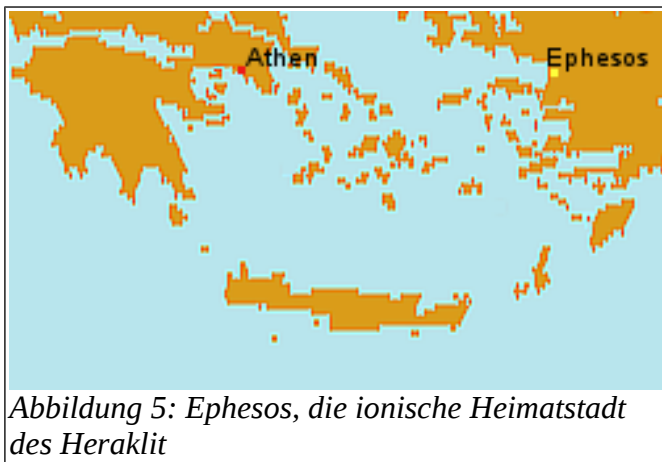 Athen
Ephesos
Abbildung 5: Ephesos, die ionische Heimatstadt
des Heraklit